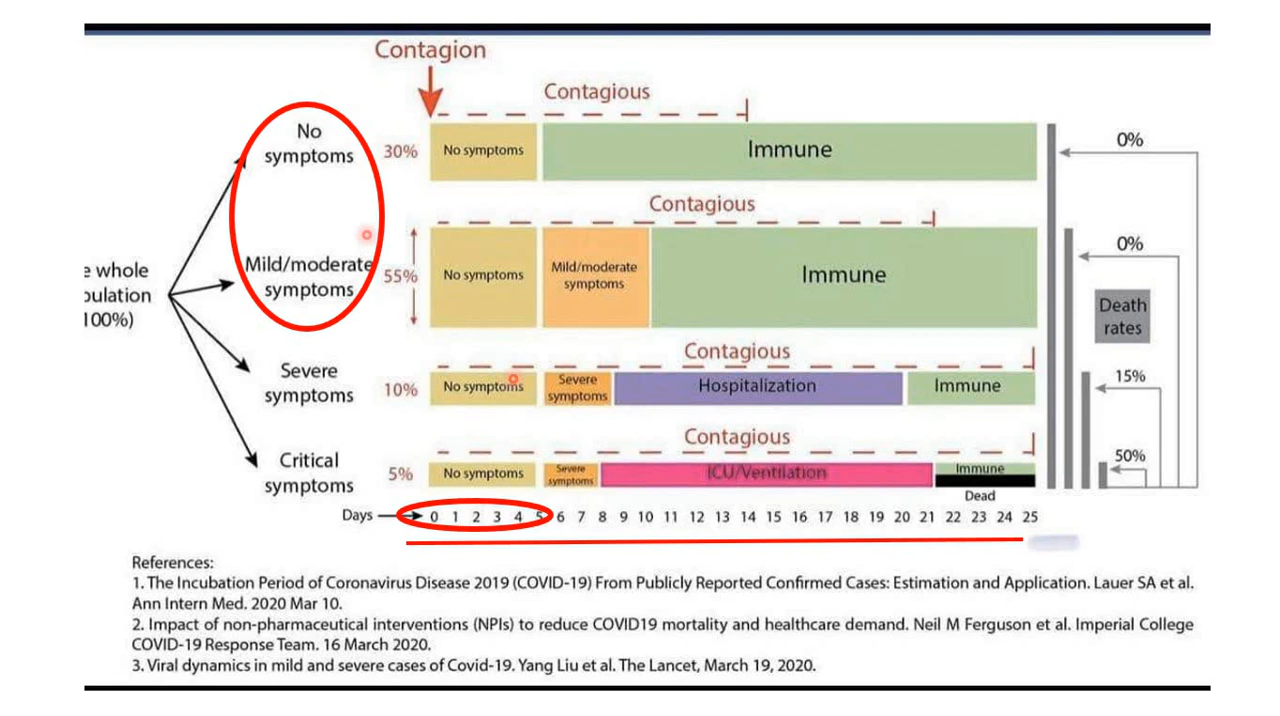 Contagion
Contagious
No
symptoms
30%
No symptoms
Immune
0%
Contagious
Mild/moderate
symptoms
55%
No symptoms
Mild/moderate
symptoms
Immune
0%
e whole
pulation
100%)
Death
rates
Contagious
Severe
symptoms
10%
No symptoms
Severe
symptoms
Hospitalization
Immune
15%
Contagious
Critical
symptoms
5%
No symptoms
Severe
symptoms
ICU/Ventilation
Immune
Dead
50%
Days 0 1 2 3 4 5 6 7 8 9 10 11 12 13 14 15 16 17 18 19 20 21 22 23 24 25
References:
1. The Incubation Period of Coronavirus Disease 2019 (COVID-19) From Publicly Reported Confirmed Cases: Estimation and Application. Lauer SA et al.
Ann Intern Med. 2020 Mar 10.
2. Impact of non-pharmaceutical interventions (NPIs) to reduce COVID19 mortality and healthcare demand. Neil M Ferguson et al. Imperial College
COVID-19 Response Team. 16 March 2020.
3. Viral dynamics in mild and severe cases of Covid-19. Yang Liu et al. The Lancet, March 19, 2020.